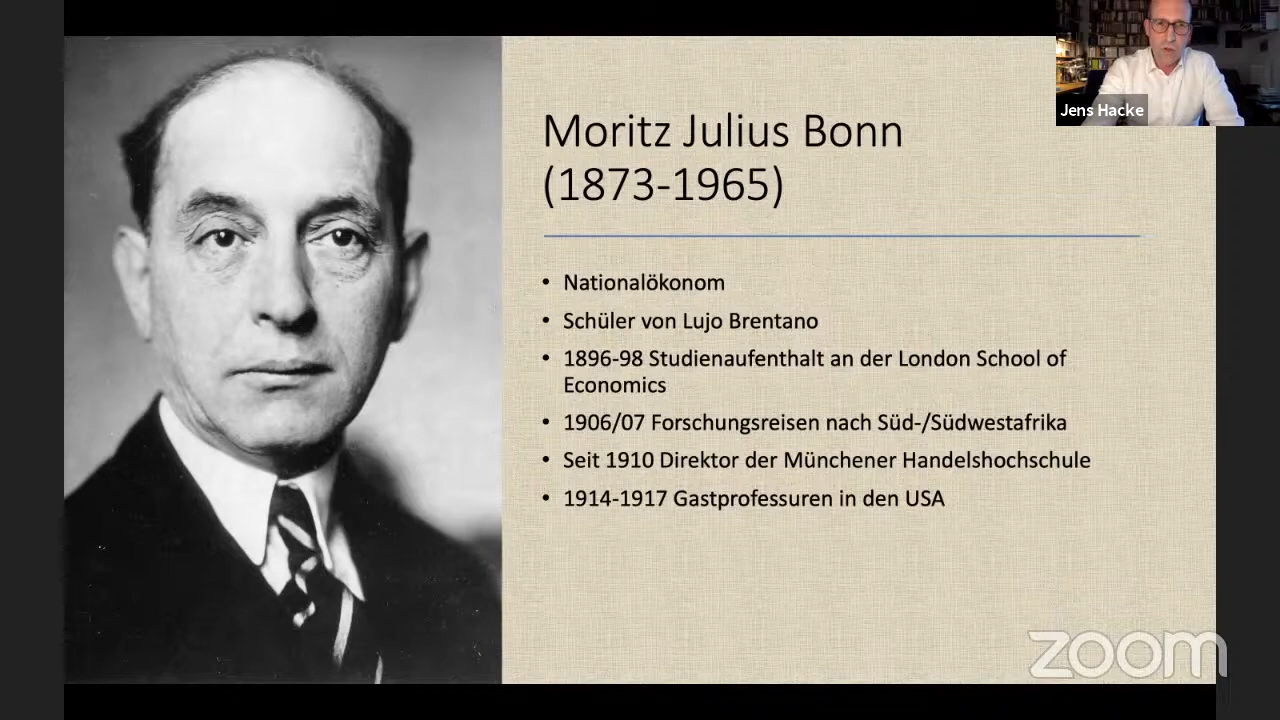 Jens Hacke
Moritz Julius Bonn
(1873-1965)
• Nationalökonom
• Schüler von Lujo Brentano
• 1896-98 Studienaufenthalt an der London School of
Economics
• 1906/07 Forschungsreisen nach Süd-/Südwestafrika
• Seit 1910 Direktor der Münchener Handelshochschule
• 1914-1917 Gastprofessuren in den USA
zoom